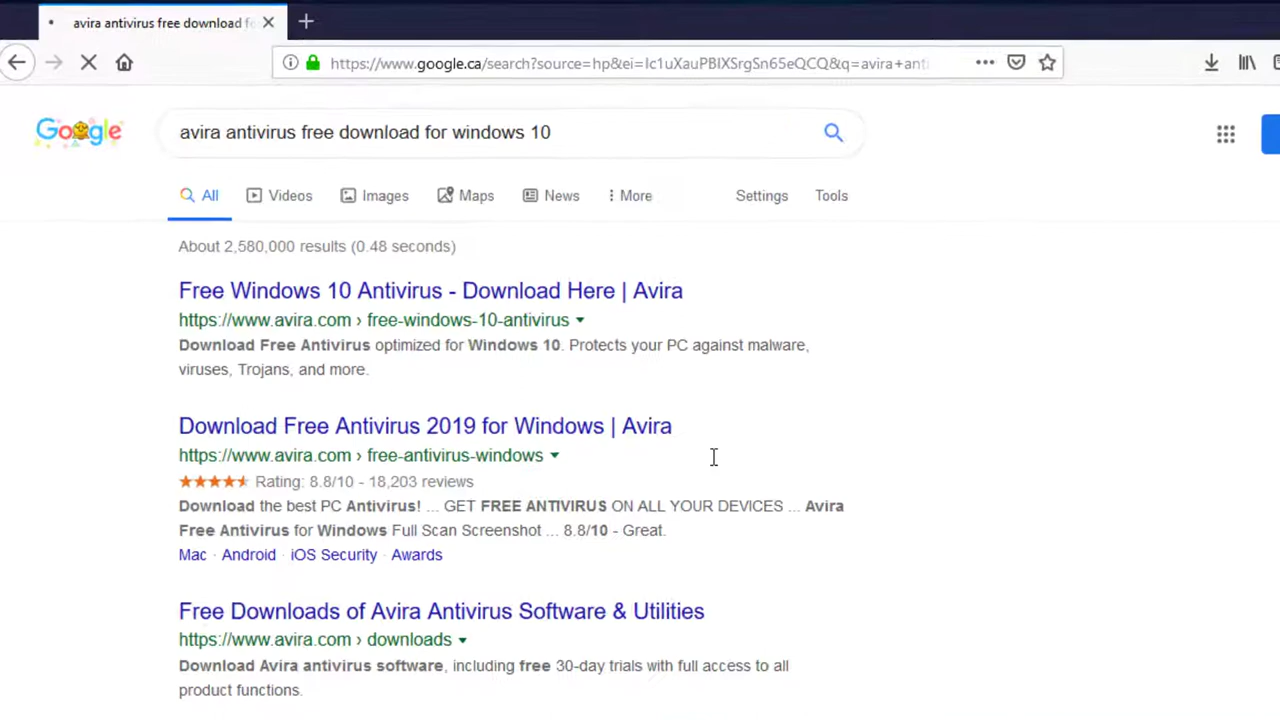 avira antivirus free download fo
https://www.google.ca/search?source=hp&ei=Ic1uXauPBIXSrgSn65eQCQ&q=avira+anti
Google
avira antivirus free download for windows 10
All Videos Images Maps News More Settings Tools
About 2,580,000 results (0.48 seconds)
Free Windows 10 Antivirus - Download Here | Avira
https://www.avira.com › free-windows-10-antivirus
Download Free Antivirus optimized for Windows 10. Protects your PC against malware,
viruses, Trojans, and more.
Download Free Antivirus 2019 for Windows | Avira
https://www.avira.com › free-antivirus-windows
Rating: 8.8/10 - 18,203 reviews
Download the best PC Antivirus! ... GET FREE ANTIVIRUS ON ALL YOUR DEVICES ... Avira
Free Antivirus for Windows Full Scan Screenshot ... 8.8/10 - Great.
Mac · Android · iOS Security · Awards
Free Downloads of Avira Antivirus Software & Utilities
https://www.avira.com › downloads
Download Avira antivirus software, including free 30-day trials with full access to all
product functions.